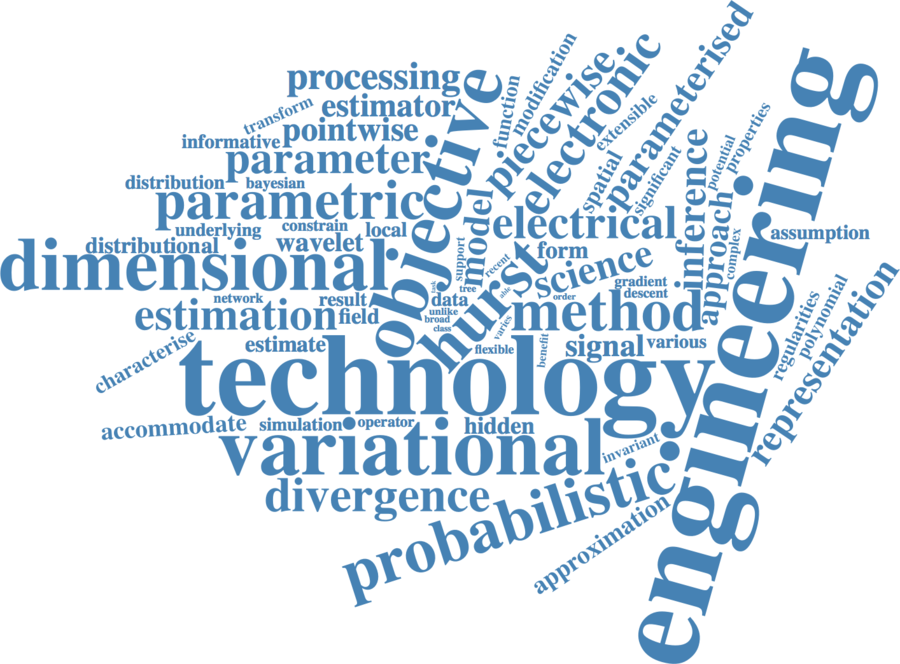 processing
transform
estimator
informative
pointwise
parameter
distribution
bayesian
parametric
underlying
constrain
local
distributional
wavelet
dimensional
network
result
estimation
field
characterise
estimate
objective
function
modification
piecewise
electronic
extensible
parameterised
spatial
significant
model
electrical
inference
potential
properties
approach
complex
engineering
assumption
support
recent
form
science
hurst
tree
task
able
order
gradient
descent
data
unlike
broad
class
varies
method
benefit
flexible
signal
various
technology
regularities
polynomial
representation
accommodate
simulation
operator
hidden
variational
invariant
divergence
probabilistic
approximation